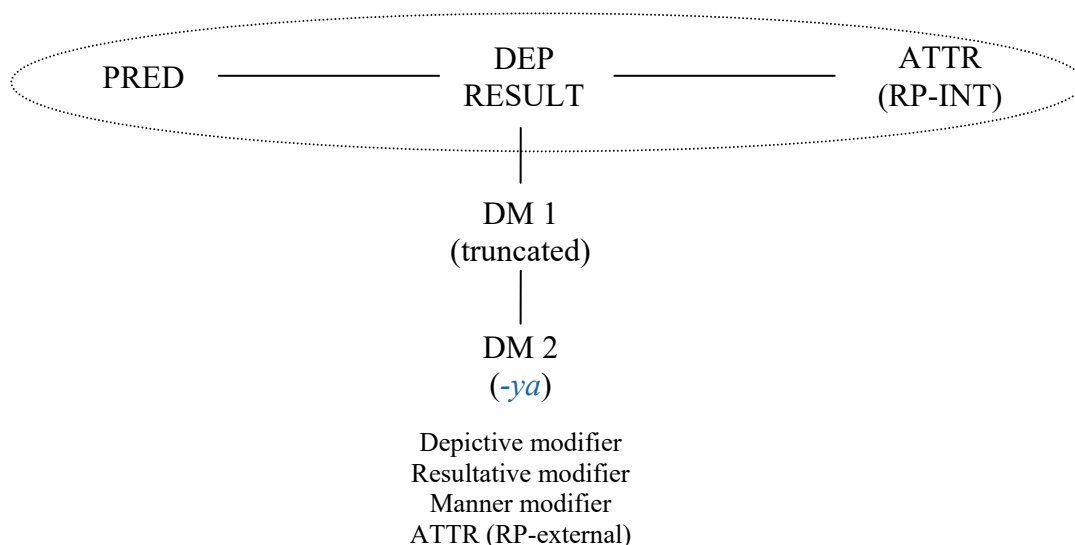 PRED
DEP
RESULT
ATTR
(RP-INT)
DM 1
(truncated)
DM 2
(-ya)
Depictive modifier
Resultative modifier
Manner modifier
ATTR (RP-external)